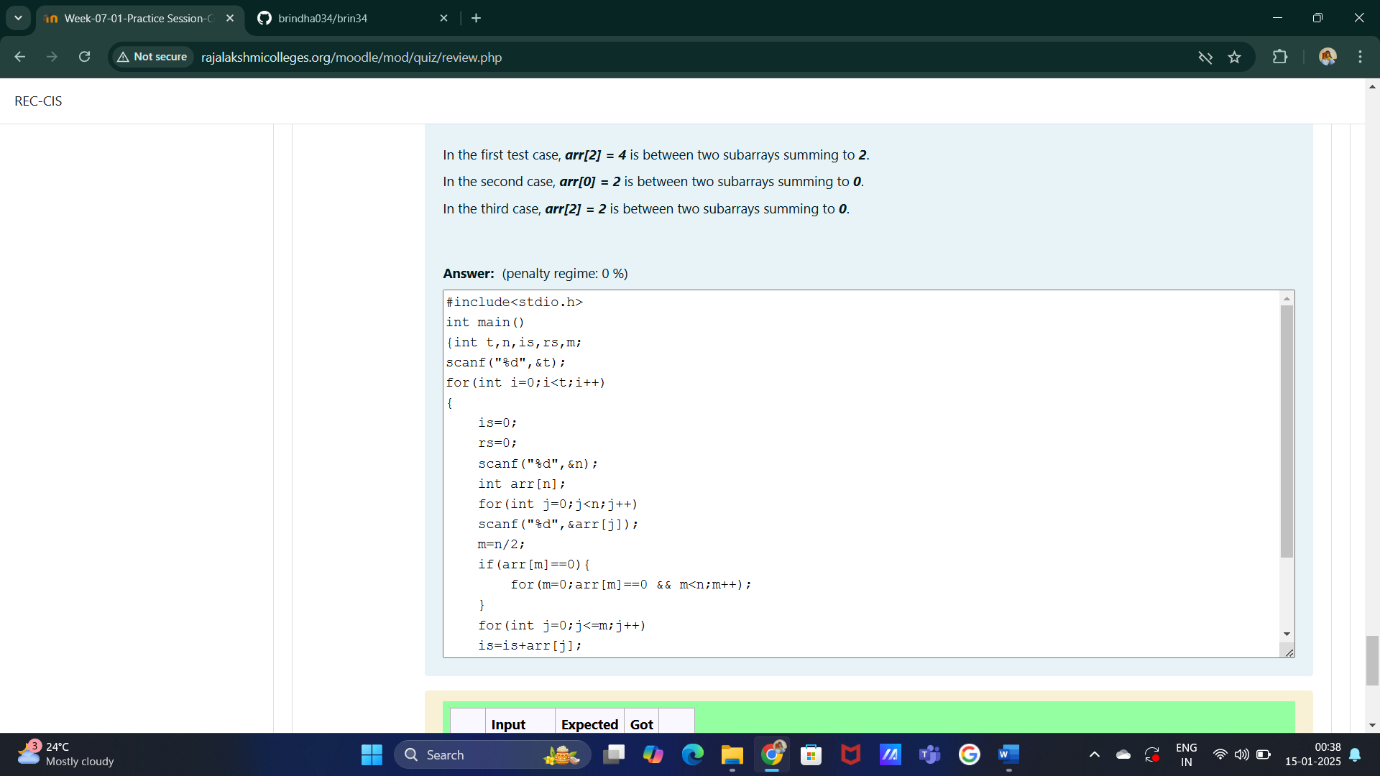 Week-07-01-Practice Session-C
brindha034/brin34
Not secure
rajalakshmicolleges.org/moodle/mod/quiz/review.php
REC-CIS
In the first test case, arr[2] = 4 is between two subarrays summing to 2.
In the second case, arr[0] = 2 is between two subarrays summing to 0.
In the third case, arr[2] = 2 is between two subarrays summing to 0.
Answer: (penalty regime: 0 %)
#include<stdio.h>
int main()
{int t,n,is,rs,m;
scanf("%d",&t);
for(int i=0;i<t;i++)
{
    is=0;
    rs=0;
    scanf("%d",&n);
    int arr[n];
    for(int j=0;j<n;j++)
    scanf("%d",&arr[j]);
    m=n/2;
    if(arr[m]==0){
        for(m=0;arr[m]==0 && m<n;m++);
    }
    for(int j=0;j<=m;j++)
    is=is+arr[j];
Input Expected Got
3
24°C
Mostly cloudy
Search
ENG
IN
00:38
15-01-2025